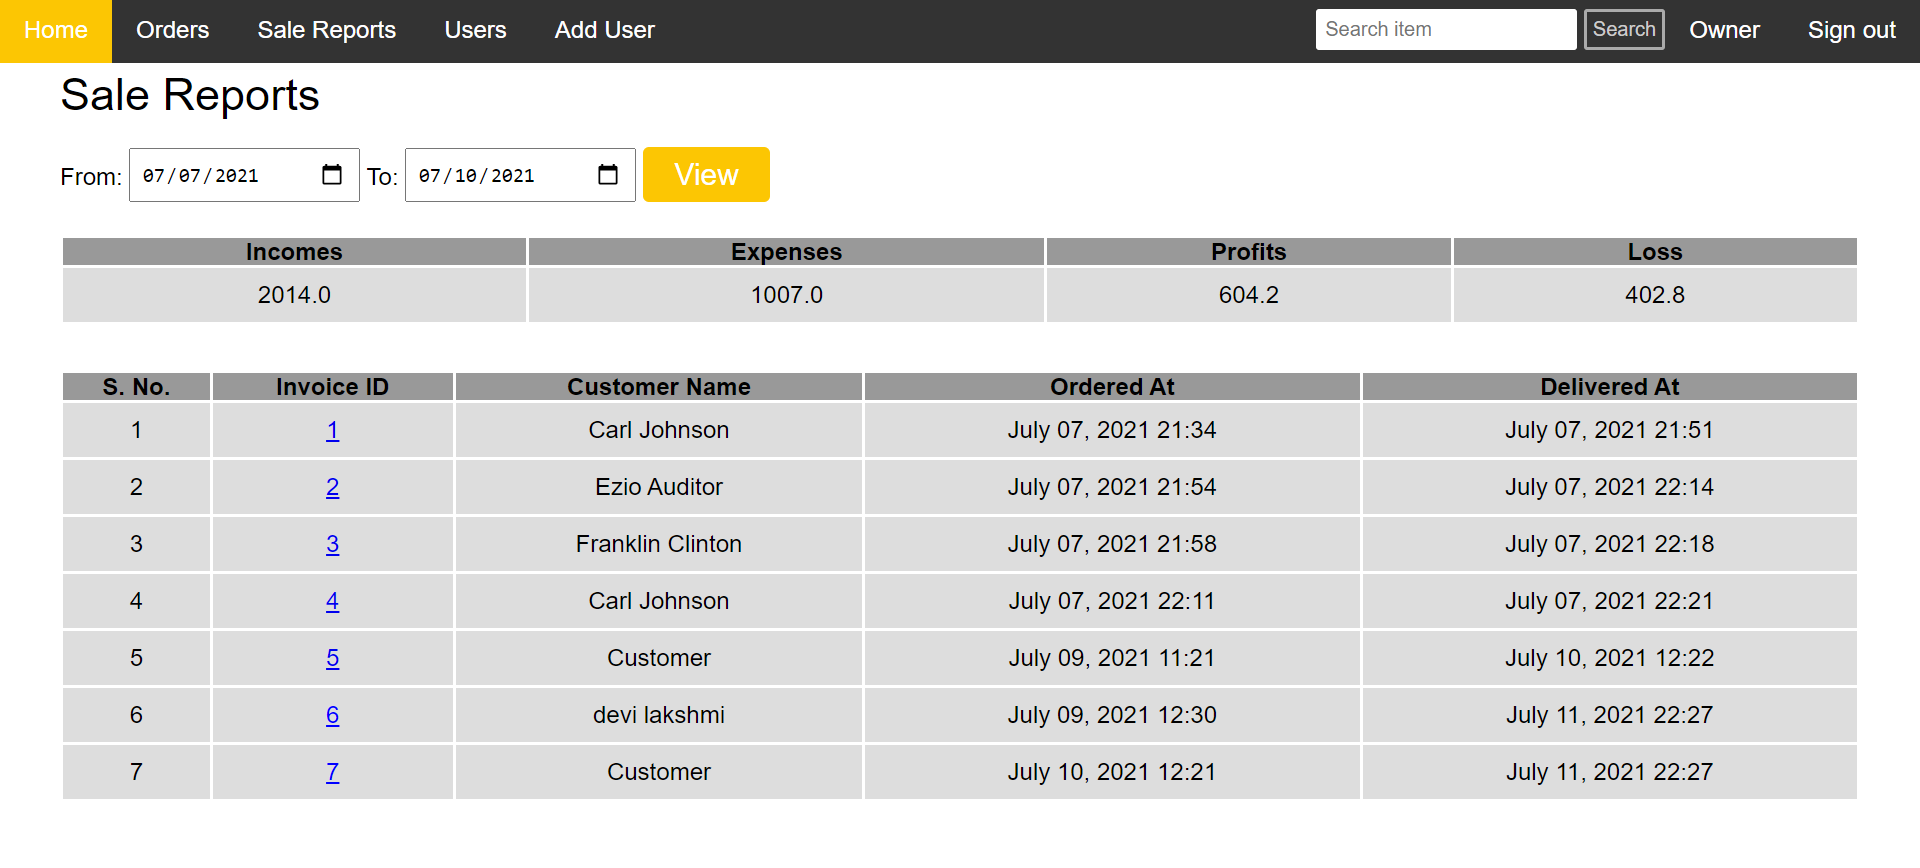 Home Orders Sale Reports Users Add User Search item Search Owner Sign out
Sale Reports
From: 07/07/2021 To: 07/10/2021 View
Incomes Expenses Profits Loss
2014.0 1007.0 604.2 402.8
S. No. Invoice ID Customer Name Ordered At Delivered At
1 1 Carl Johnson July 07, 2021 21:34 July 07, 2021 21:51
2 2 Ezio Auditor July 07, 2021 21:54 July 07, 2021 22:14
3 3 Franklin Clinton July 07, 2021 21:58 July 07, 2021 22:18
4 4 Carl Johnson July 07, 2021 22:11 July 07, 2021 22:21
5 5 Customer July 09, 2021 11:21 July 10, 2021 12:22
6 6 devi lakshmi July 09, 2021 12:30 July 11, 2021 22:27
7 7 Customer July 10, 2021 12:21 July 11, 2021 22:27